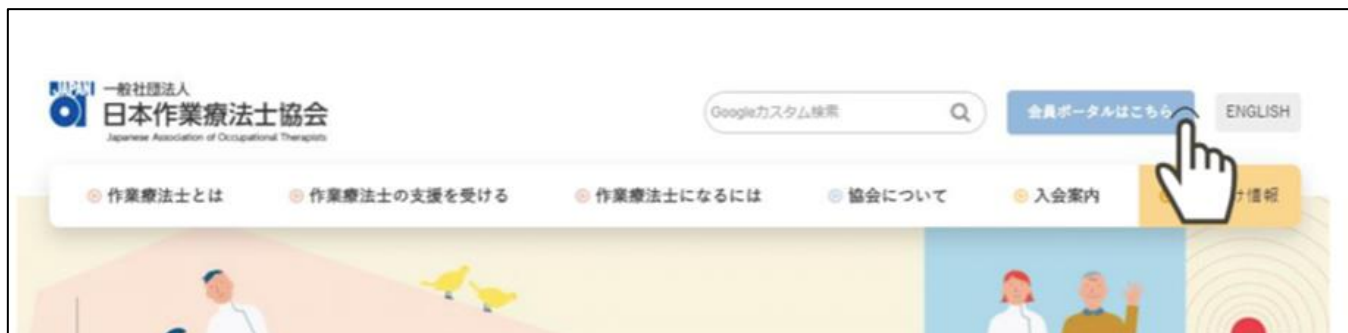 JAPAN
一般社団法人
日本作業療法士協会
Japanese Association of Occupational Therapists
Googleカスタム検索
会員ポータルはこちら
ENGLISH
作業療法士とは
作業療法士の支援を受ける
作業療法士になるには
協会について
入会案内
け情報